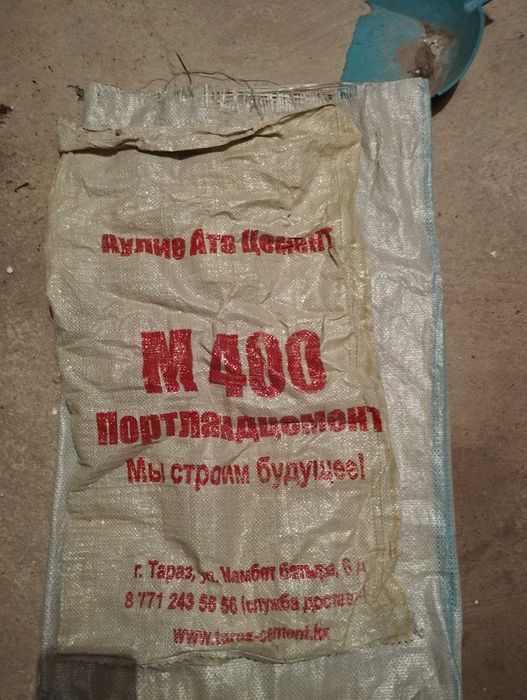 Аулие Ата Цемент
М 400
Портландцемент
Мы строим будущее!
г. Тараз, ул. Мамбет батыра, 6 д
8 771 243 56 56 (служба доставки)
www.taraz-cement.kz